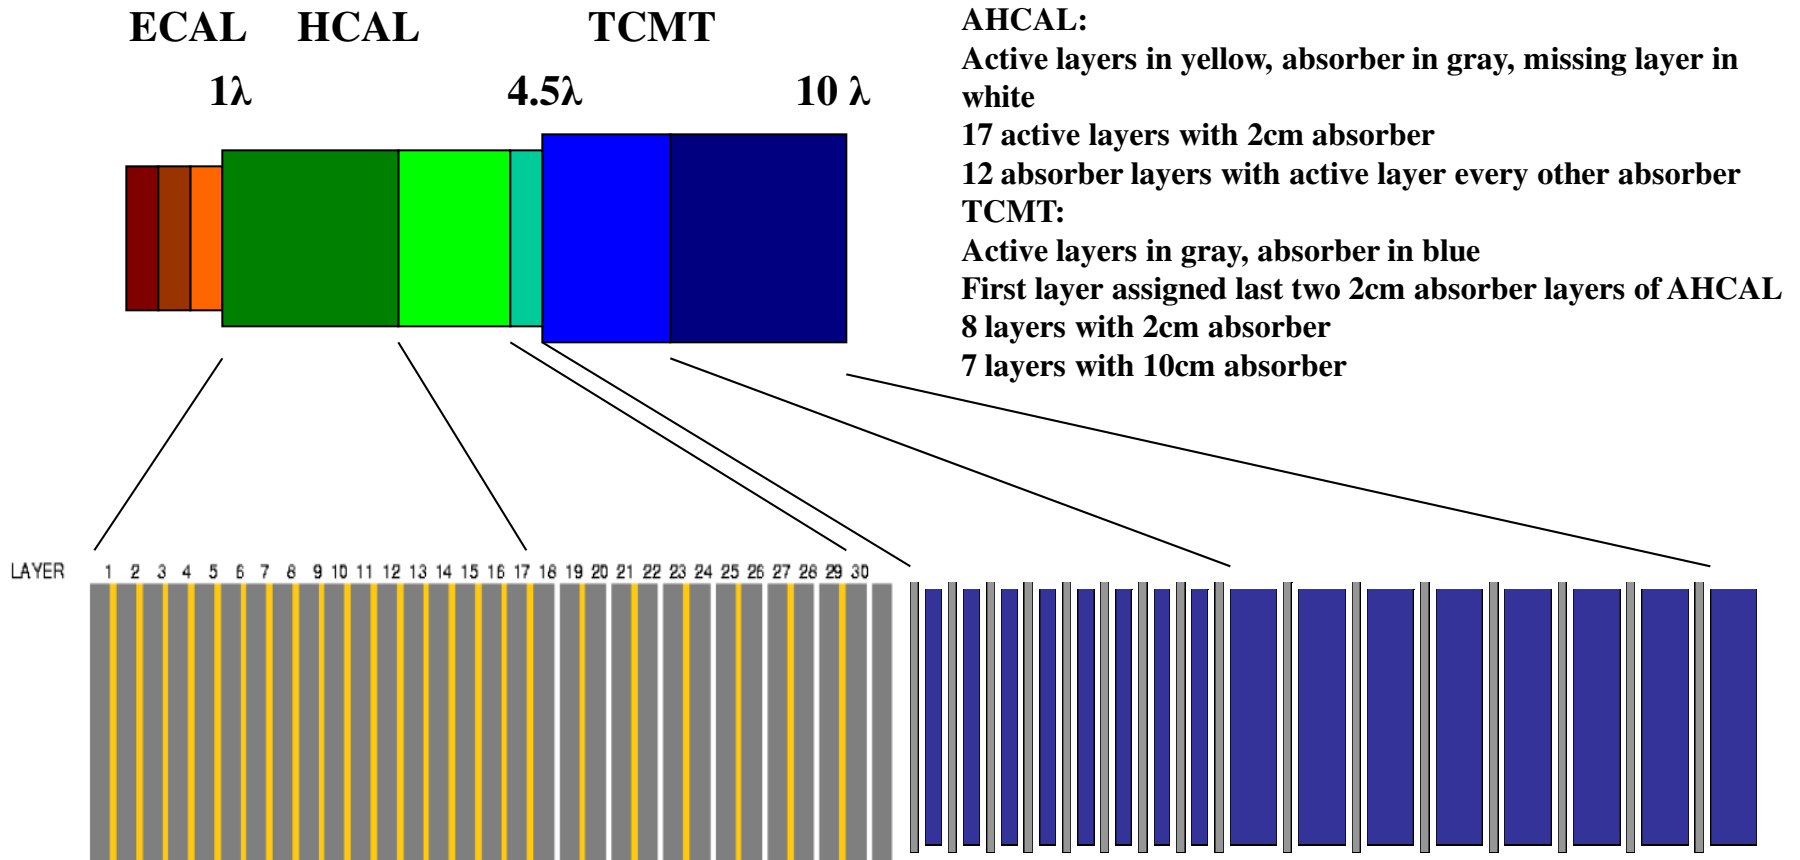 ECAL HCAL TCMT
1λ 4.5λ 10 λ
AHCAL:
Active layers in yellow, absorber in gray, missing layer in
white
17 active layers with 2cm absorber
12 absorber layers with active layer every other absorber
TCMT:
Active layers in gray, absorber in blue
First layer assigned last two 2cm absorber layers of AHCAL
8 layers with 2cm absorber
7 layers with 10cm absorber
LAYER 1 2 3 4 5 6 7 8 9 10 11 12 13 14 15 16 17 18 19 20 21 22 23 24 25 26 27 28 29 30